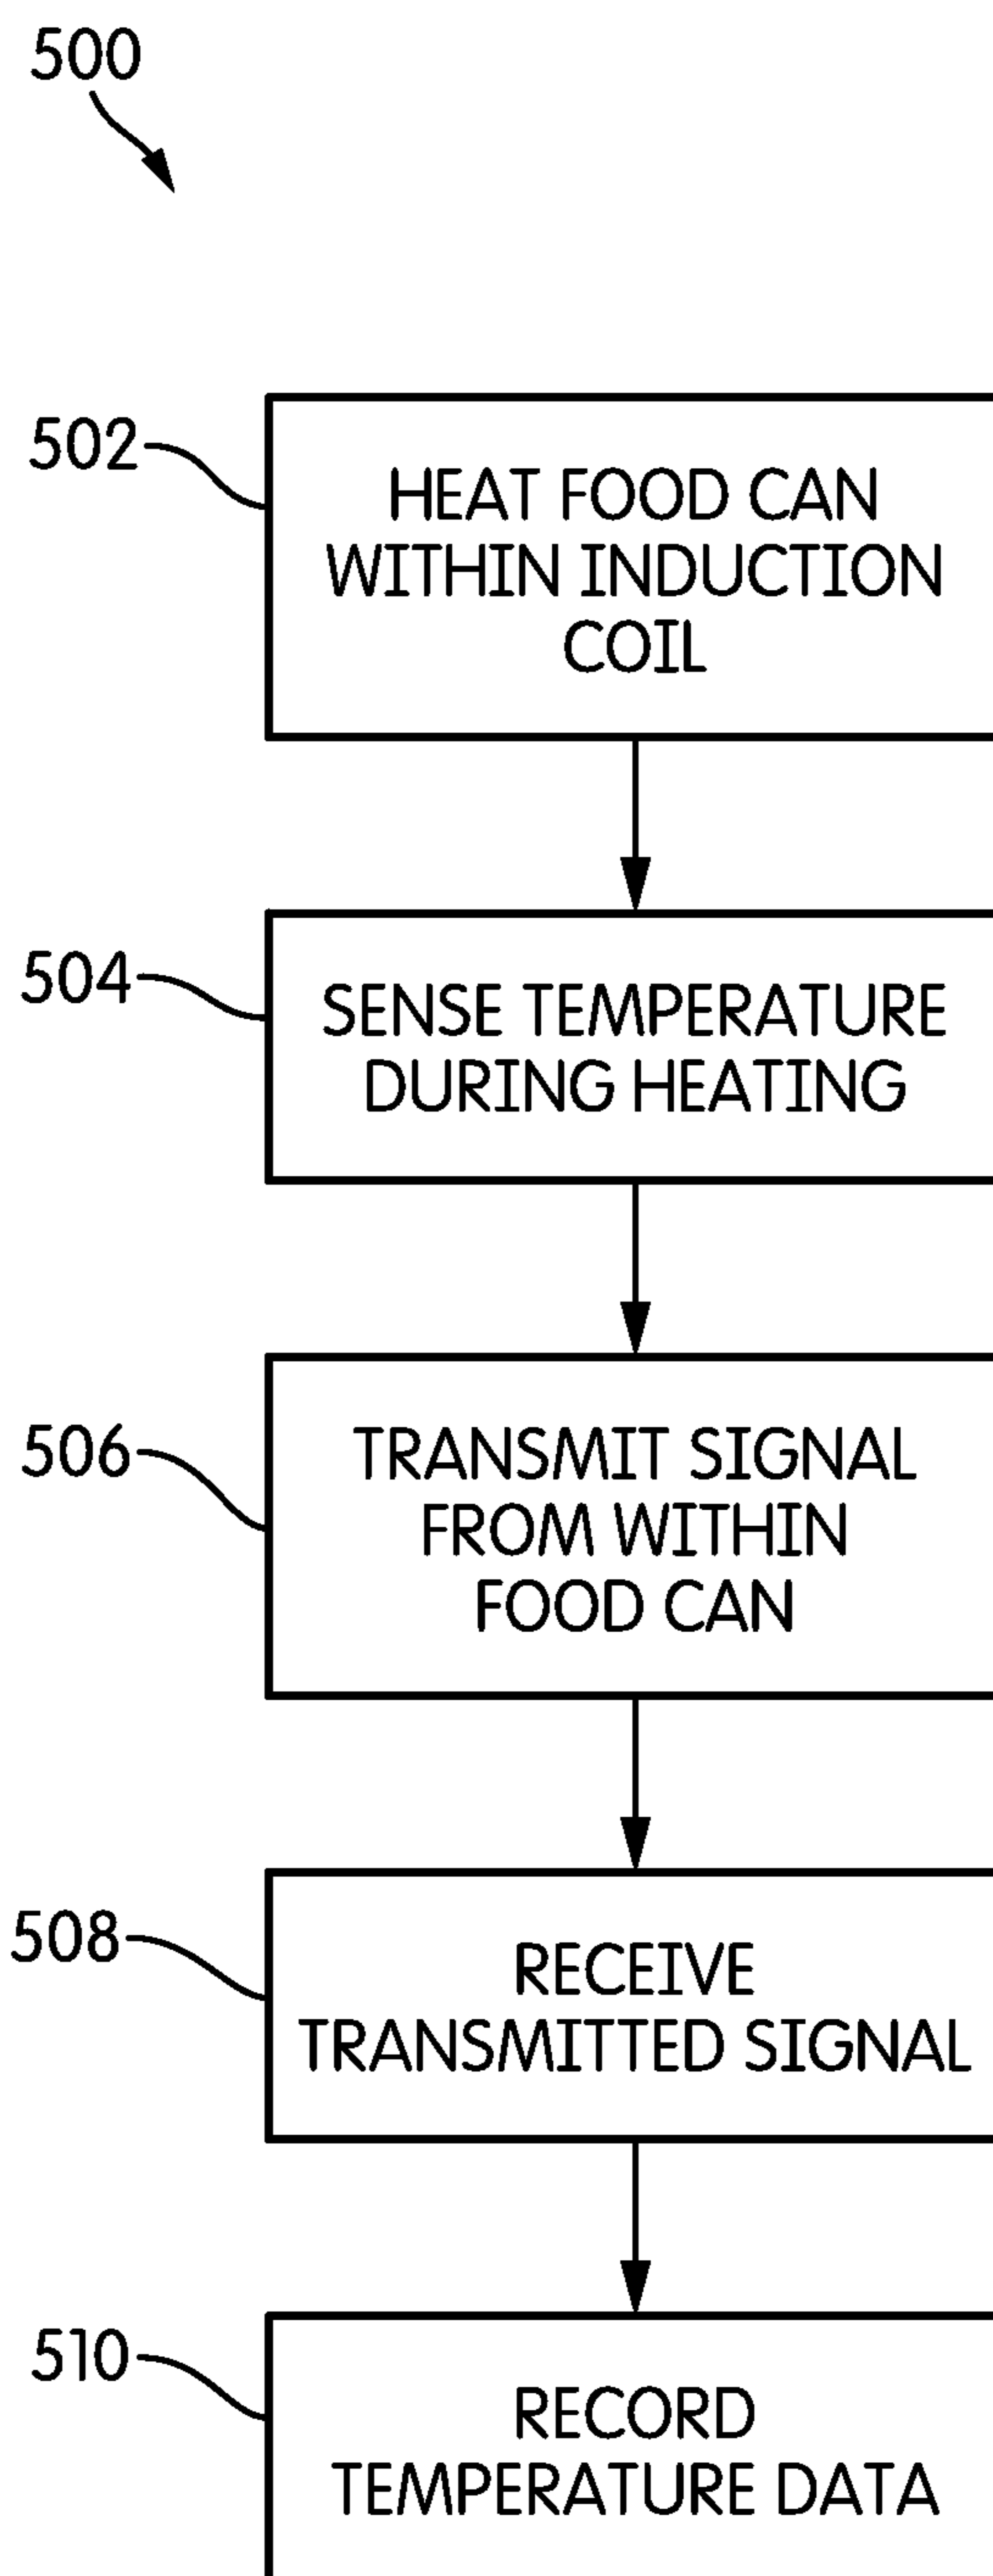 500
502
HEAT FOOD CAN
WITHIN INDUCTION
COIL
504
SENSE TEMPERATURE
DURING HEATING
506
TRANSMIT SIGNAL
FROM WITHIN
FOOD CAN
508
RECEIVE
TRANSMITTED SIGNAL
510
RECORD
TEMPERATURE DATA